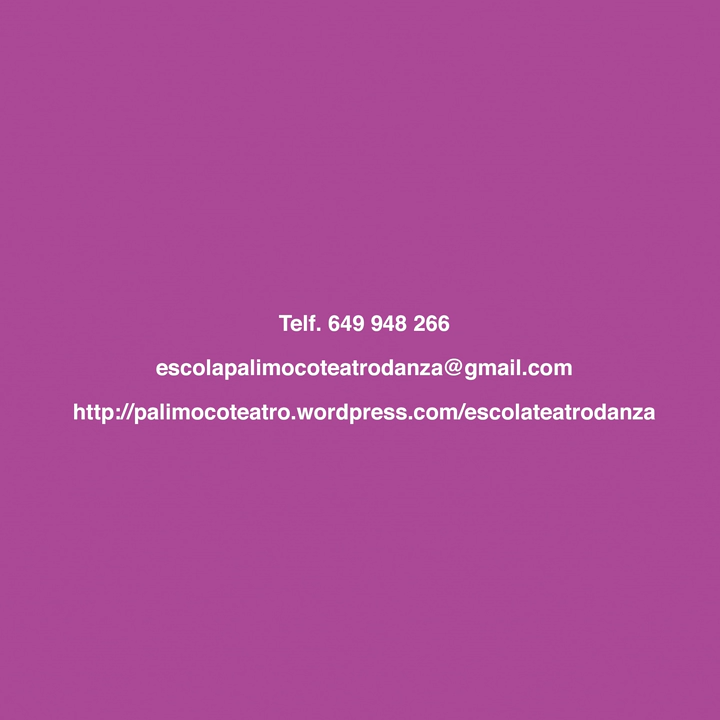 Telf. 649 948 266
escolapalimocoteatrodanza@gmail.com
http://palimocoteatro.wordpress.com/escolateatrodanza